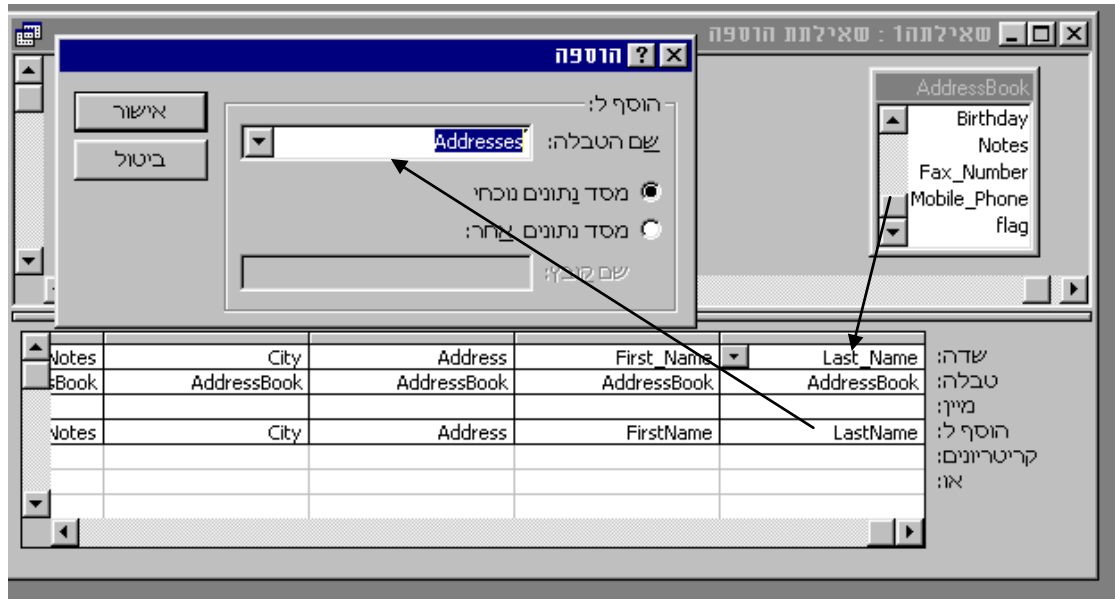 שאילתה1 : שאילתת הוספה
הוספה
הוסף ל:
שם הטבלה: Addresses
מסד נתונים נוכחי
מסד נתונים אחר:
שם קובץ:
אישור
ביטול
AddressBook
Birthday
Notes
Fax_Number
Mobile_Phone
flag
שדה: Last_Name First_Name Address City Notes
טבלה: AddressBook AddressBook AddressBook AddressBook
מיין:
הוסף ל: LastName FirstName Address City Notes
קריטריונים:
או: